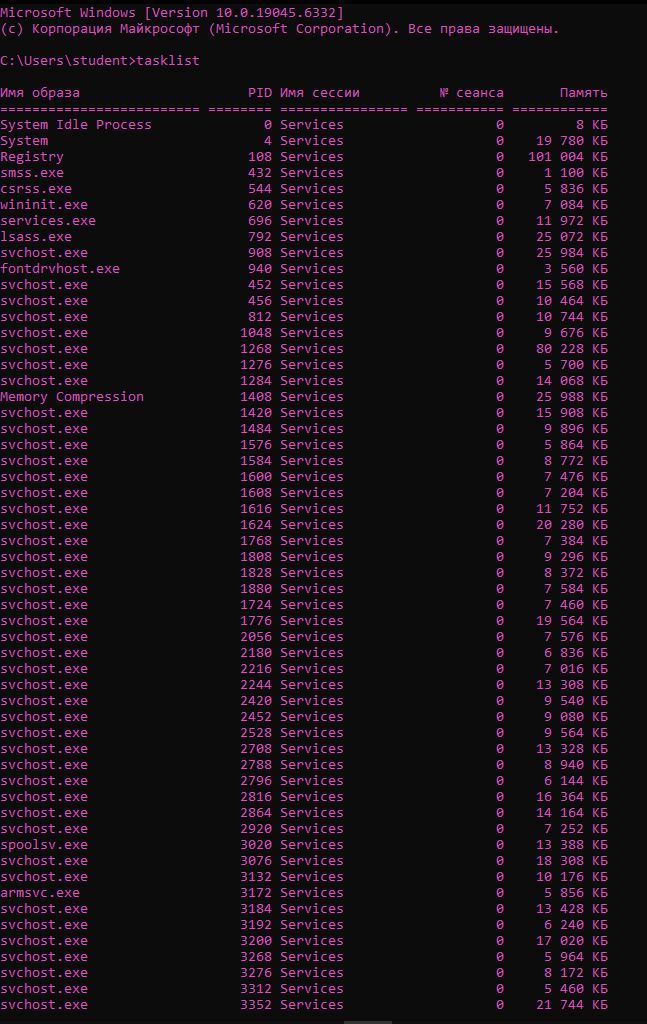 Microsoft Windows [Version 10.0.19045.6332]
(c) Корпорация Майкрософт (Microsoft Corporation). Все права защищены.
C:\Users\student>tasklist
Имя образа                     PID Имя сессии          № сеанса       Память
========================= ======== ================ =========== ============
System Idle Process              0 Services                   0         8 КБ
System                           4 Services                   0    19 780 КБ
Registry                       108 Services                   0   101 004 КБ
smss.exe                       432 Services                   0     1 100 КБ
csrss.exe                      544 Services                   0     5 836 КБ
wininit.exe                    620 Services                   0     7 084 КБ
services.exe                   696 Services                   0    11 972 КБ
lsass.exe                      792 Services                   0    25 072 КБ
svchost.exe                    908 Services                   0    25 984 КБ
fontdrvhost.exe                940 Services                   0     3 560 КБ
svchost.exe                    452 Services                   0    15 568 КБ
svchost.exe                    456 Services                   0    10 464 КБ
svchost.exe                    812 Services                   0    10 744 КБ
svchost.exe                   1048 Services                   0     9 676 КБ
svchost.exe                   1268 Services                   0    80 228 КБ
svchost.exe                   1276 Services                   0     5 700 КБ
svchost.exe                   1284 Services                   0    14 068 КБ
Memory Compression            1408 Services                   0    25 988 КБ
svchost.exe                   1420 Services                   0    15 908 КБ
svchost.exe                   1484 Services                   0     9 896 КБ
svchost.exe                   1576 Services                   0     5 864 КБ
svchost.exe                   1584 Services                   0     8 772 КБ
svchost.exe                   1600 Services                   0     7 476 КБ
svchost.exe                   1608 Services                   0     7 204 КБ
svchost.exe                   1616 Services                   0    11 752 КБ
svchost.exe                   1624 Services                   0    20 280 КБ
svchost.exe                   1768 Services                   0     7 384 КБ
svchost.exe                   1808 Services                   0     9 296 КБ
svchost.exe                   1828 Services                   0     8 372 КБ
svchost.exe                   1880 Services                   0     7 584 КБ
svchost.exe                   1724 Services                   0     7 460 КБ
svchost.exe                   1776 Services                   0    19 564 КБ
svchost.exe                   2056 Services                   0     7 576 КБ
svchost.exe                   2180 Services                   0     6 836 КБ
svchost.exe                   2216 Services                   0     7 016 КБ
svchost.exe                   2244 Services                   0    13 308 КБ
svchost.exe                   2420 Services                   0     9 540 КБ
svchost.exe                   2452 Services                   0     9 080 КБ
svchost.exe                   2528 Services                   0     9 564 КБ
svchost.exe                   2708 Services                   0    13 328 КБ
svchost.exe                   2788 Services                   0     8 940 КБ
svchost.exe                   2796 Services                   0     6 144 КБ
svchost.exe                   2816 Services                   0    16 364 КБ
svchost.exe                   2864 Services                   0    14 164 КБ
svchost.exe                   2920 Services                   0     7 252 КБ
spoolsv.exe                   3020 Services                   0    13 388 КБ
svchost.exe                   3076 Services                   0    18 308 КБ
svchost.exe                   3132 Services                   0    10 176 КБ
armsvc.exe                    3172 Services                   0     5 856 КБ
svchost.exe                   3184 Services                   0    13 428 КБ
svchost.exe                   3192 Services                   0     6 240 КБ
svchost.exe                   3200 Services                   0    17 020 КБ
svchost.exe                   3268 Services                   0     5 964 КБ
svchost.exe                   3276 Services                   0     8 172 КБ
svchost.exe                   3312 Services                   0     5 460 КБ
svchost.exe                   3352 Services                   0    21 744 КБ